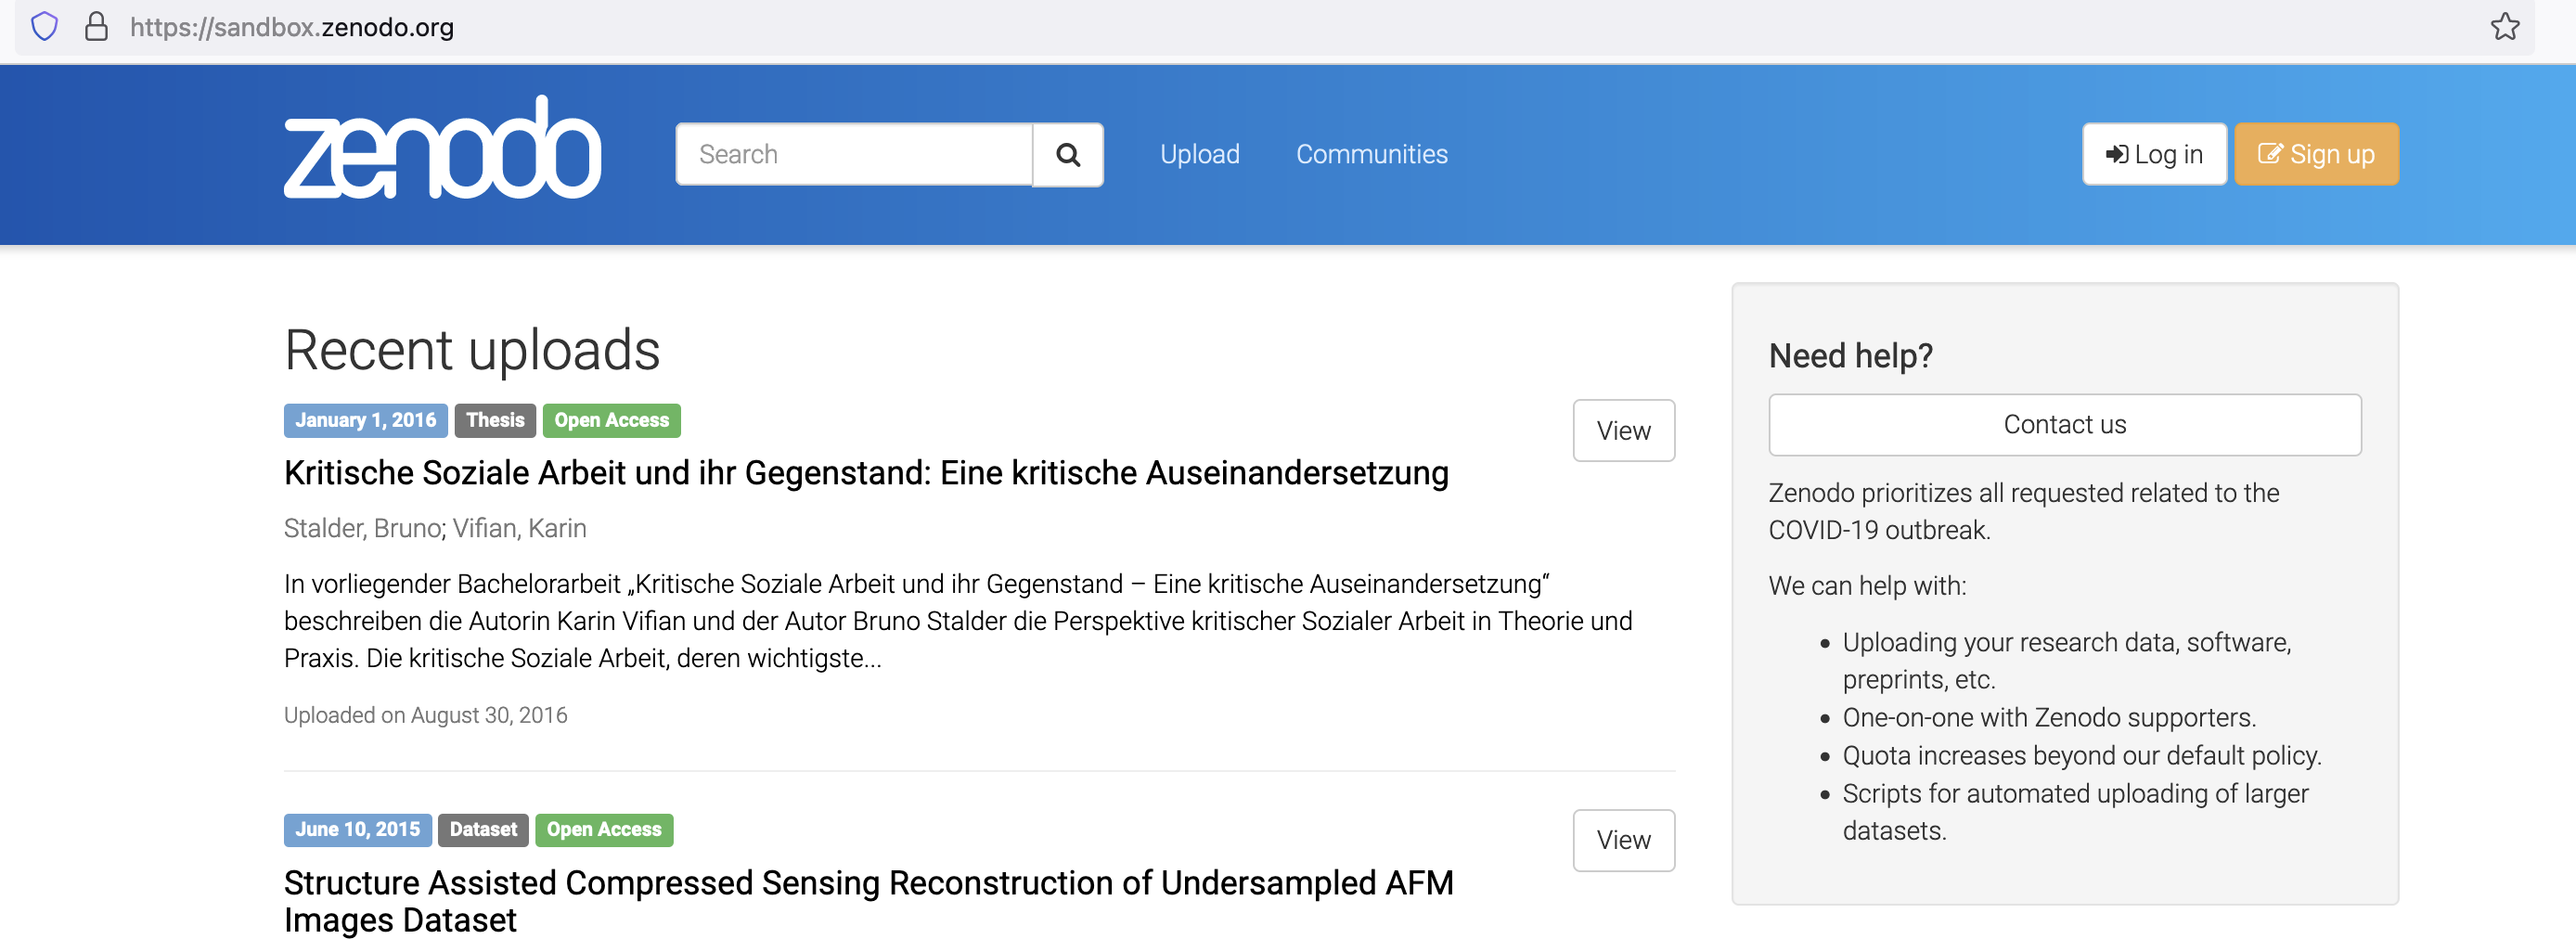 https://sandbox.zenodo.org
zenodo
Search
Upload
Communities
Log in
Sign up
Recent uploads
January 1, 2016 Thesis Open Access
View
Kritische Soziale Arbeit und ihr Gegenstand: Eine kritische Auseinandersetzung
Stalder, Bruno; Vifian, Karin
In vorliegender Bachelorarbeit „Kritische Soziale Arbeit und ihr Gegenstand – Eine kritische Auseinandersetzung“
beschreiben die Autorin Karin Vifian und der Autor Bruno Stalder die Perspektive kritischer Sozialer Arbeit in Theorie und
Praxis. Die kritische Soziale Arbeit, deren wichtigste...
Uploaded on August 30, 2016
June 10, 2015 Dataset Open Access
View
Structure Assisted Compressed Sensing Reconstruction of Undersampled AFM
Images Dataset
Need help?
Contact us
Zenodo prioritizes all requested related to the
COVID-19 outbreak.
We can help with:
• Uploading your research data, software,
preprints, etc.
• One-on-one with Zenodo supporters.
• Quota increases beyond our default policy.
• Scripts for automated uploading of larger
datasets.